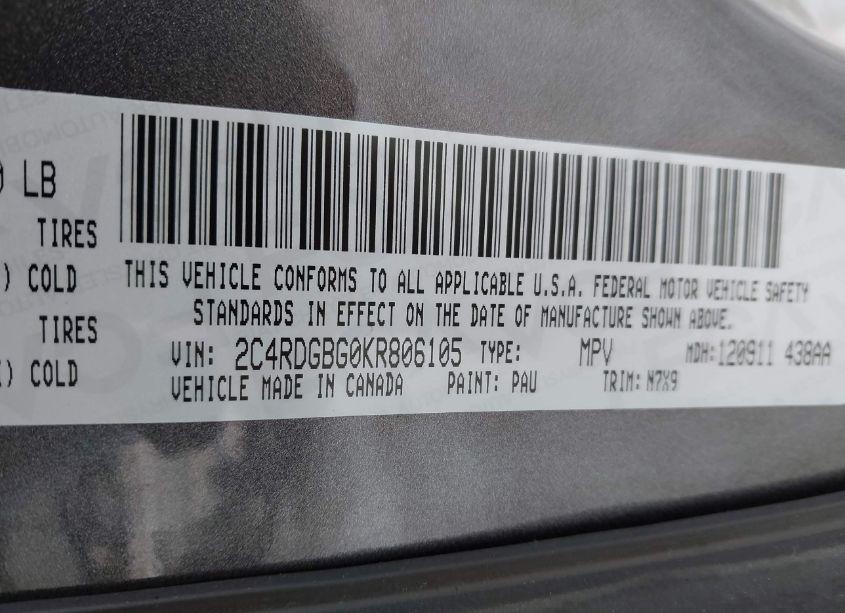 LB
TIRES
) COLD
TIRES
) COLD
THIS VEHICLE CONFORMS TO ALL APPLICABLE U.S.A. FEDERAL MOTOR VEHICLE SAFETY
STANDARDS IN EFFECT ON THE DATE OF MANUFACTURE SHOWN ABOVE.
VIN: 2C4RDGBG0KR806105 TYPE: MPV MDH:120911 438AA
VEHICLE MADE IN CANADA PAINT: PAU TRIM: N7X9